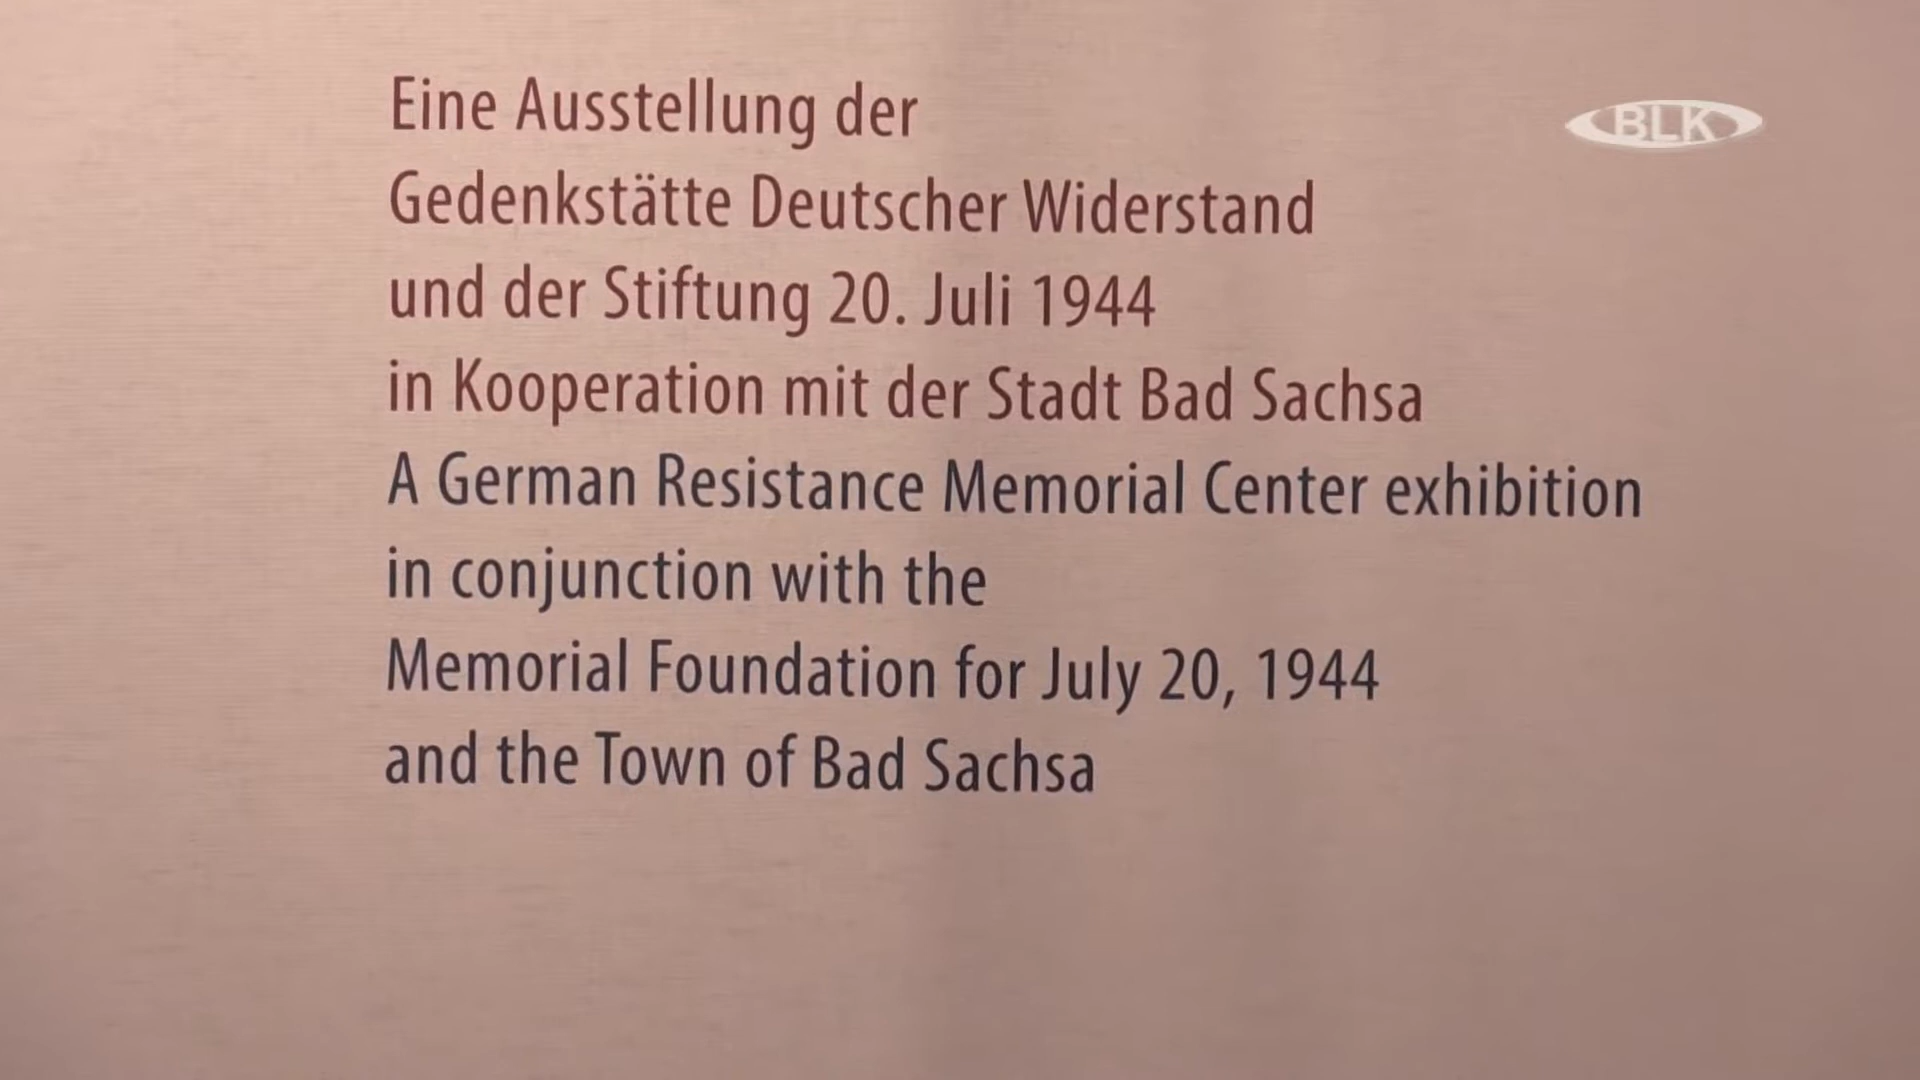 Eine Ausstellung der
BLK
Gedenkstätte Deutscher Widerstand
und der Stiftung 20. Juli 1944
in Kooperation mit der Stadt Bad Sachsa
A German Resistance Memorial Center exhibition
in conjunction with the
Memorial Foundation for July 20, 1944
and the Town of Bad Sachsa